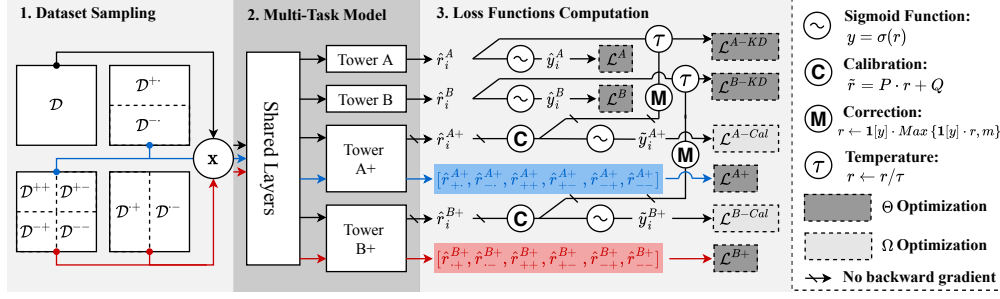 1. Dataset Sampling
2. Multi-Task Model
3. Loss Functions Computation
𝒟
𝒟^{+·}
𝒟^{-·}
𝒟^{++} 𝒟^{+-}
𝒟^{-+} 𝒟^{--}
𝒟^{·+} 𝒟^{·-}
x
Shared Layers
Tower A
Tower B
Tower
A+
Tower
B+
r̂_i^A ŷ_i^A ℒ^A τ ℒ^{A-KD}
r̂_i^B ŷ_i^B ℒ^B τ ℒ^{B-KD}
M
r̂_i^{A+} C ỹ_i^{A+} ℒ^{A-Cal}
M
[r̂_{+·}^{A+}, r̂_{-·}^{A+}, r̂_{++}^{A+}, r̂_{+-}^{A+}, r̂_{-+}^{A+}, r̂_{--}^{A+}] ℒ^{A+}
r̂_i^{B+} C ỹ_i^{B+} ℒ^{B-Cal}
[r̂_{·+}^{B+}, r̂_{·-}^{B+}, r̂_{++}^{B+}, r̂_{+-}^{B+}, r̂_{-+}^{B+}, r̂_{--}^{B+}] ℒ^{B+}
Sigmoid Function:
y = σ(r)
C Calibration:
r̃ = P · r + Q
M Correction:
r ← 1[y] · Max {1[y] · r, m}
τ Temperature:
r ← r/τ
Θ Optimization
Ω Optimization
No backward gradient